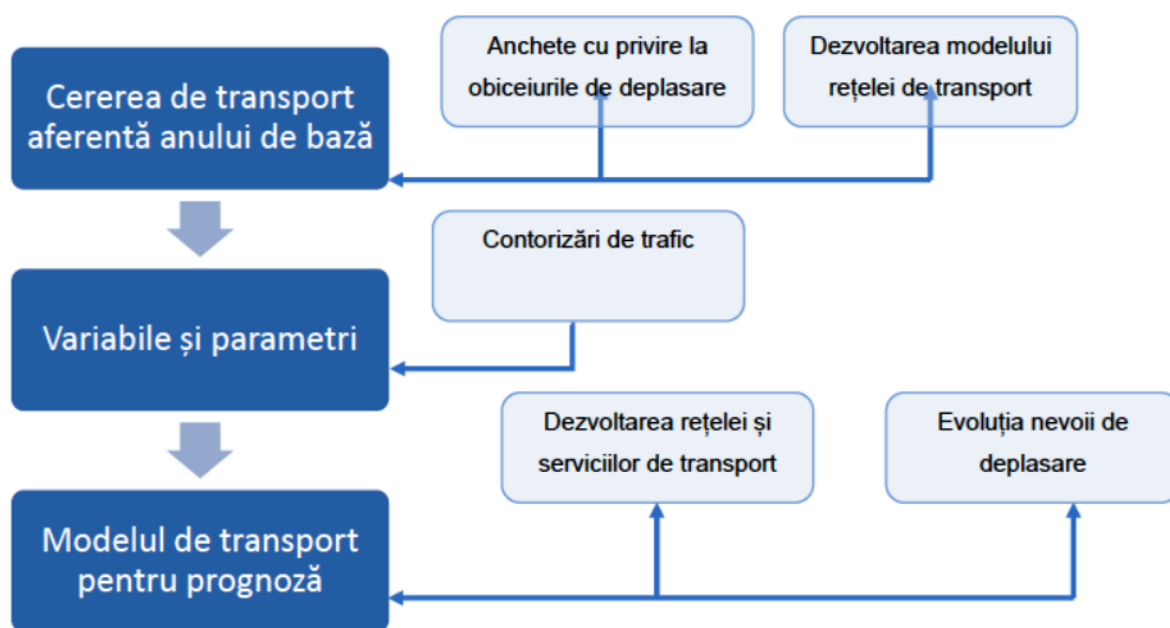 Cererea de transport
aferentă anului de bază
Anchete cu privire la
obiceiurile de deplasare
Dezvoltarea modelului
rețelei de transport
Contorizări de trafic
Variabile și parametri
Dezvoltarea rețelei și
serviciilor de transport
Evoluția nevoii de
deplasare
Modelul de transport
pentru prognoză